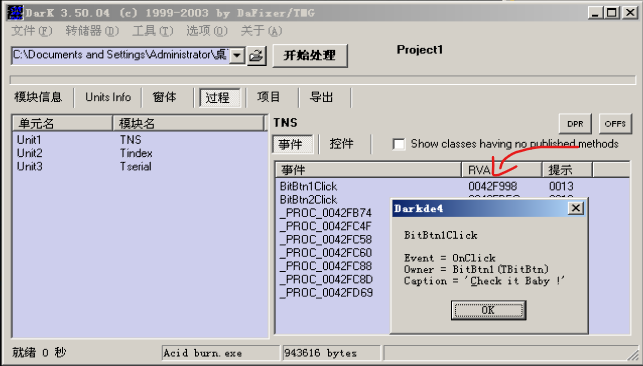 DarK 3.50.04 (c) 1999-2003 by DaFixer/TMG
文件(F) 转储器(D) 工具(T) 选项(O) 关于(A)
C:\Documents and Settings\Administrator\桌 开始处理 Project1
模块信息 Units Info 窗体 过程 项目 导出
单元名 模块名
Unit1 TNS
Unit2 Tindex
Unit3 Tserial
TNS DPR OFFS
事件 控件 Show classes having no published methods
事件 RVA 提示
BitBtn1Click 0042F998 0013
BitBtn2Click
_PROC_0042FB74
_PROC_0042FC4F
_PROC_0042FC58
_PROC_0042FC60
_PROC_0042FC88
_PROC_0042FC8D
_PROC_0042FD69
Darkde4
BitBtn1Click
Event = OnClick
Owner = BitBtn1(TBitBtn)
Caption = 'Check it Baby !'
OK
就绪 0 秒 Acid burn.exe 943616 bytes